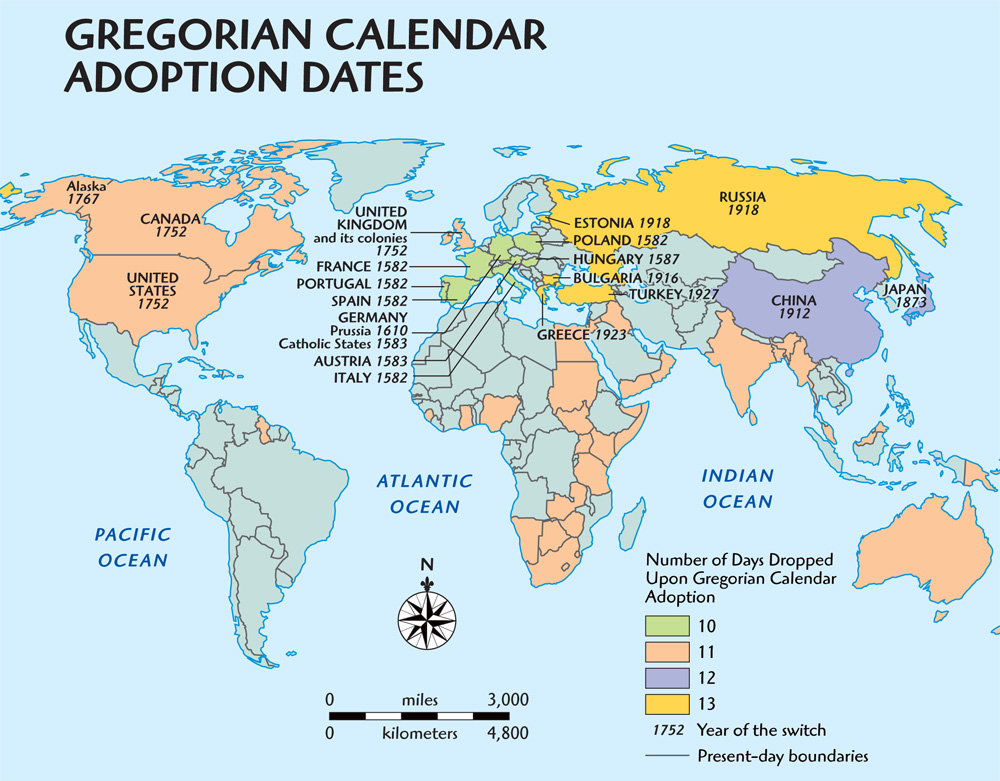 GREGORIAN CALENDAR
ADOPTION DATES
Alaska
1767
CANADA
1752
UNITED
STATES
1752
UNITED
KINGDOM
and its colonies
1752
FRANCE 1582
PORTUGAL 1582
SPAIN 1582
GERMANY
Prussia 1610
Catholic States 1583
AUSTRIA 1583
ITALY 1582
RUSSIA
1918
ESTONIA 1918
POLAND 1582
HUNGARY 1587
BULGARIA 1916
TURKEY 1927
GREECE 1923
CHINA
1912
JAPAN
1873
ATLANTIC
OCEAN
INDIAN
OCEAN
PACIFIC
OCEAN
N
0 miles 3,000
0 kilometers 4,800
Number of Days Dropped
Upon Gregorian Calendar
Adoption
10
11
12
13
1752 Year of the switch
Present-day boundaries